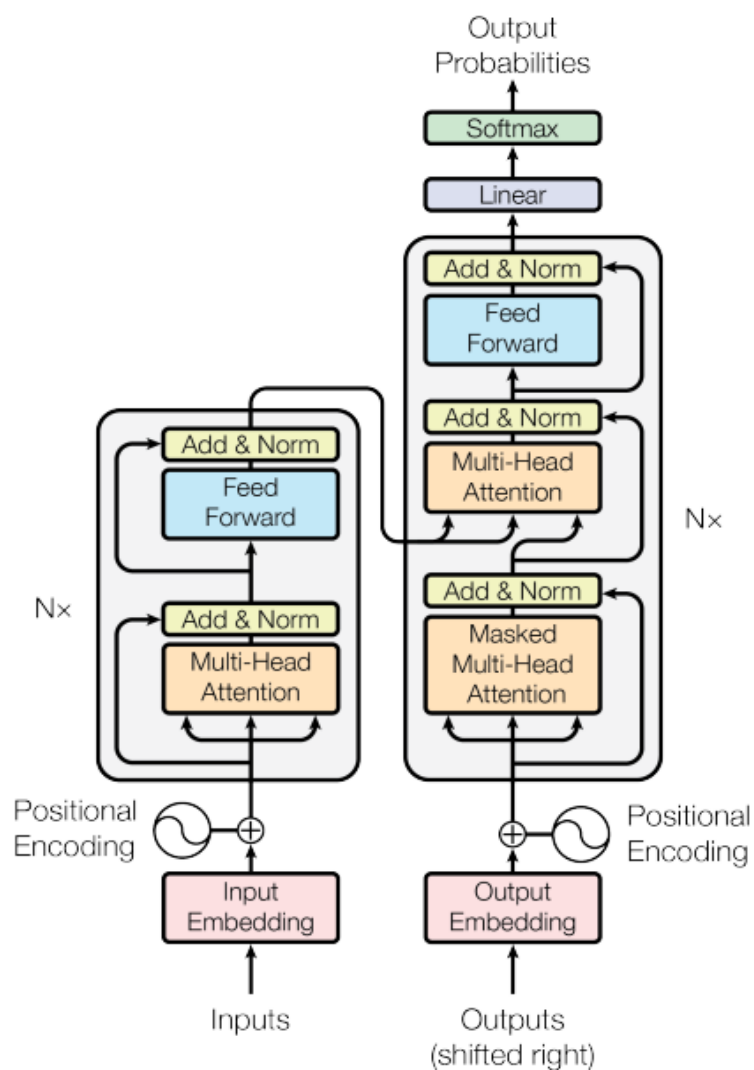 Output
Probabilities
Softmax
Linear
Add & Norm
Feed
Forward
Add & Norm
Multi-Head
Attention
Add & Norm
Masked
Multi-Head
Attention
Nx
Add & Norm
Feed
Forward
Add & Norm
Multi-Head
Attention
Nx
Positional
Encoding
Positional
Encoding
Input
Embedding
Output
Embedding
Inputs
Outputs
(shifted right)